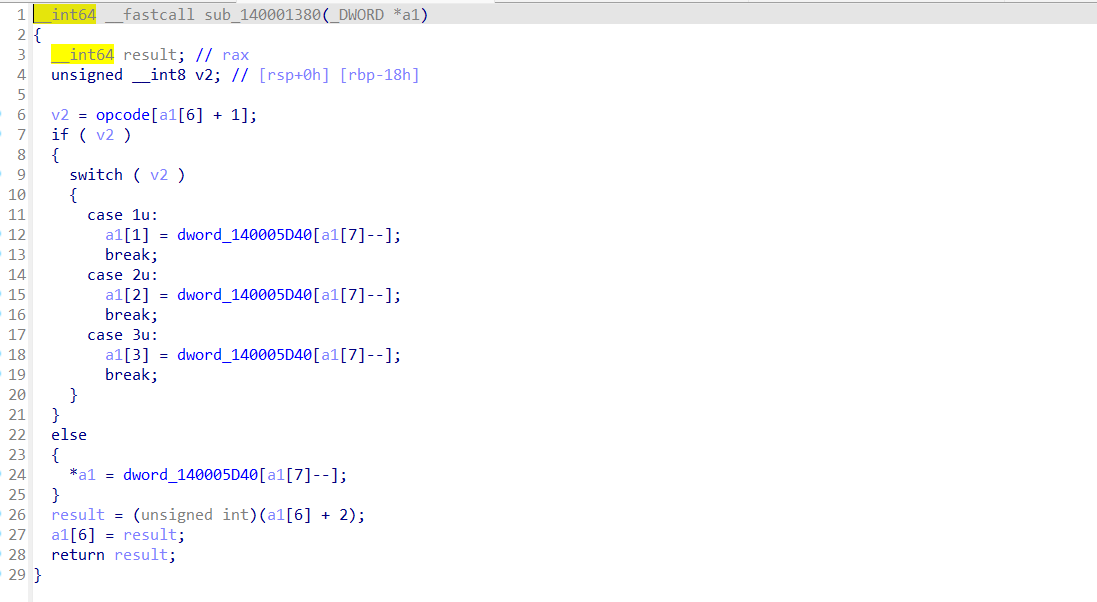 1 __int64 __fastcall sub_140001380(_DWORD *a1)
2 {
3   __int64 result; // rax
4   unsigned __int8 v2; // [rsp+0h] [rbp-18h]
5
6   v2 = opcode[a1[6] + 1];
7   if ( v2 )
8   {
9     switch ( v2 )
10     {
11       case 1u:
12         a1[1] = dword_140005D40[a1[7]--];
13         break;
14       case 2u:
15         a1[2] = dword_140005D40[a1[7]--];
16         break;
17       case 3u:
18         a1[3] = dword_140005D40[a1[7]--];
19         break;
20     }
21   }
22   else
23   {
24     *a1 = dword_140005D40[a1[7]--];
25   }
26   result = (unsigned int)(a1[6] + 2);
27   a1[6] = result;
28   return result;
29 }